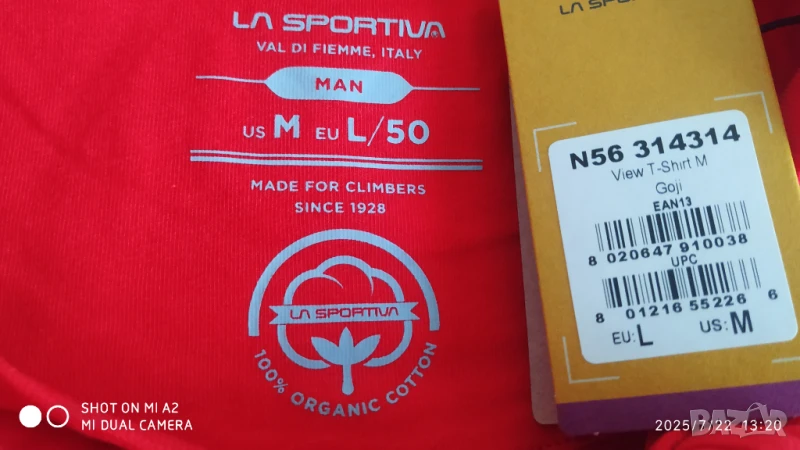 LA SPORTIVA
VAL DI FIEMME, ITALY
MAN
US M EU L/50
MADE FOR CLIMBERS
SINCE 1928
LA SPORTIVA
100% ORGANIC COTTON
N56 314314
View T-Shirt M
Goji
EAN13
8 020647 910038
UPC
8 01216 55226 6
EU: L US: M
SHOT ON MI A2
MI DUAL CAMERA
2025/7/22 13:20
BAZAR